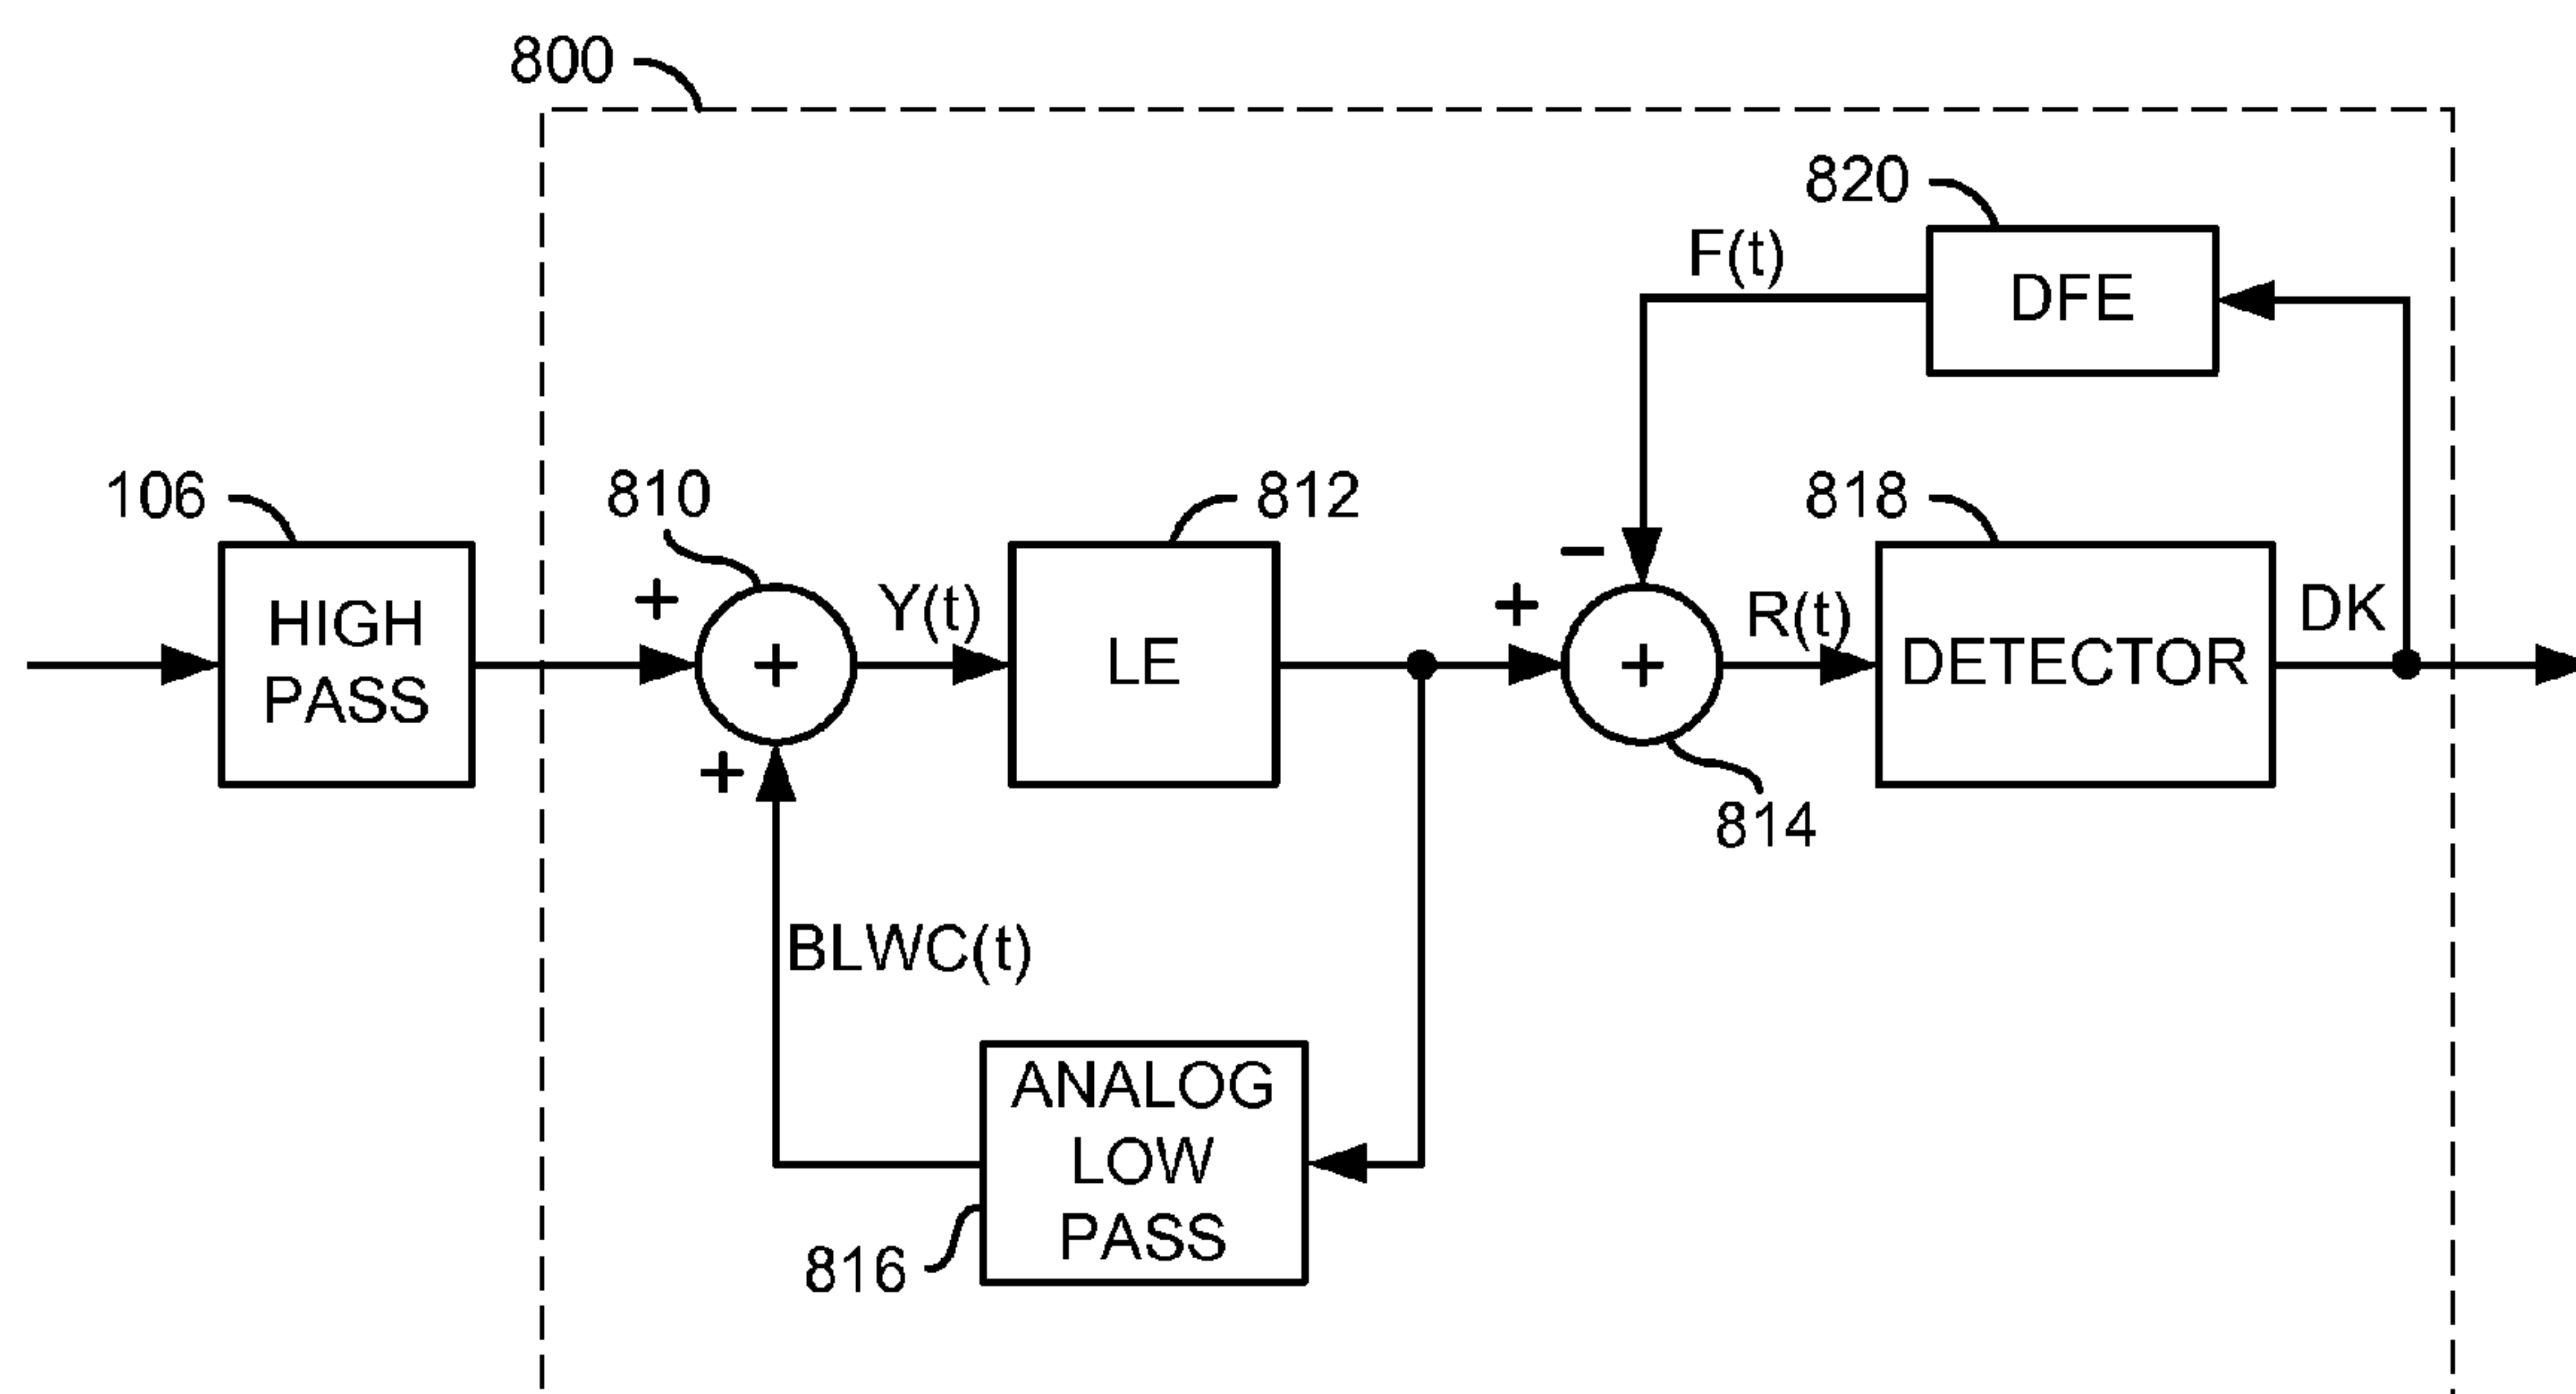 800
820
F(t)
DFE
106
810
812
818
HIGH
PASS
+
+
Y(t)
LE
+
−
+
R(t)
DETECTOR
DK
+
+
814
BLWC(t)
ANALOG
LOW
PASS
816